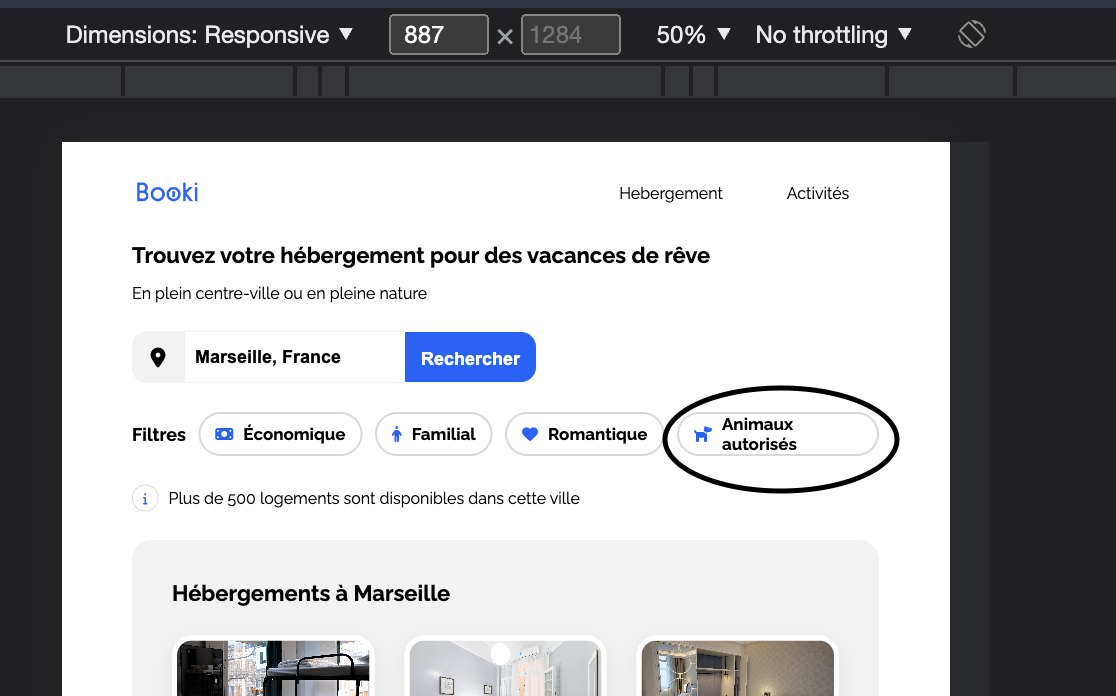 Dimensions: Responsive ▼ 887 × 1284 50% ▼ No throttling ▼
Booki Hebergement Activités
Trouvez votre hébergement pour des vacances de rêve
En plein centre-ville ou en pleine nature
Marseille, France Rechercher
Filtres Économique Familial Romantique Animaux
autorisés
i Plus de 500 logements sont disponibles dans cette ville
Hébergements à Marseille